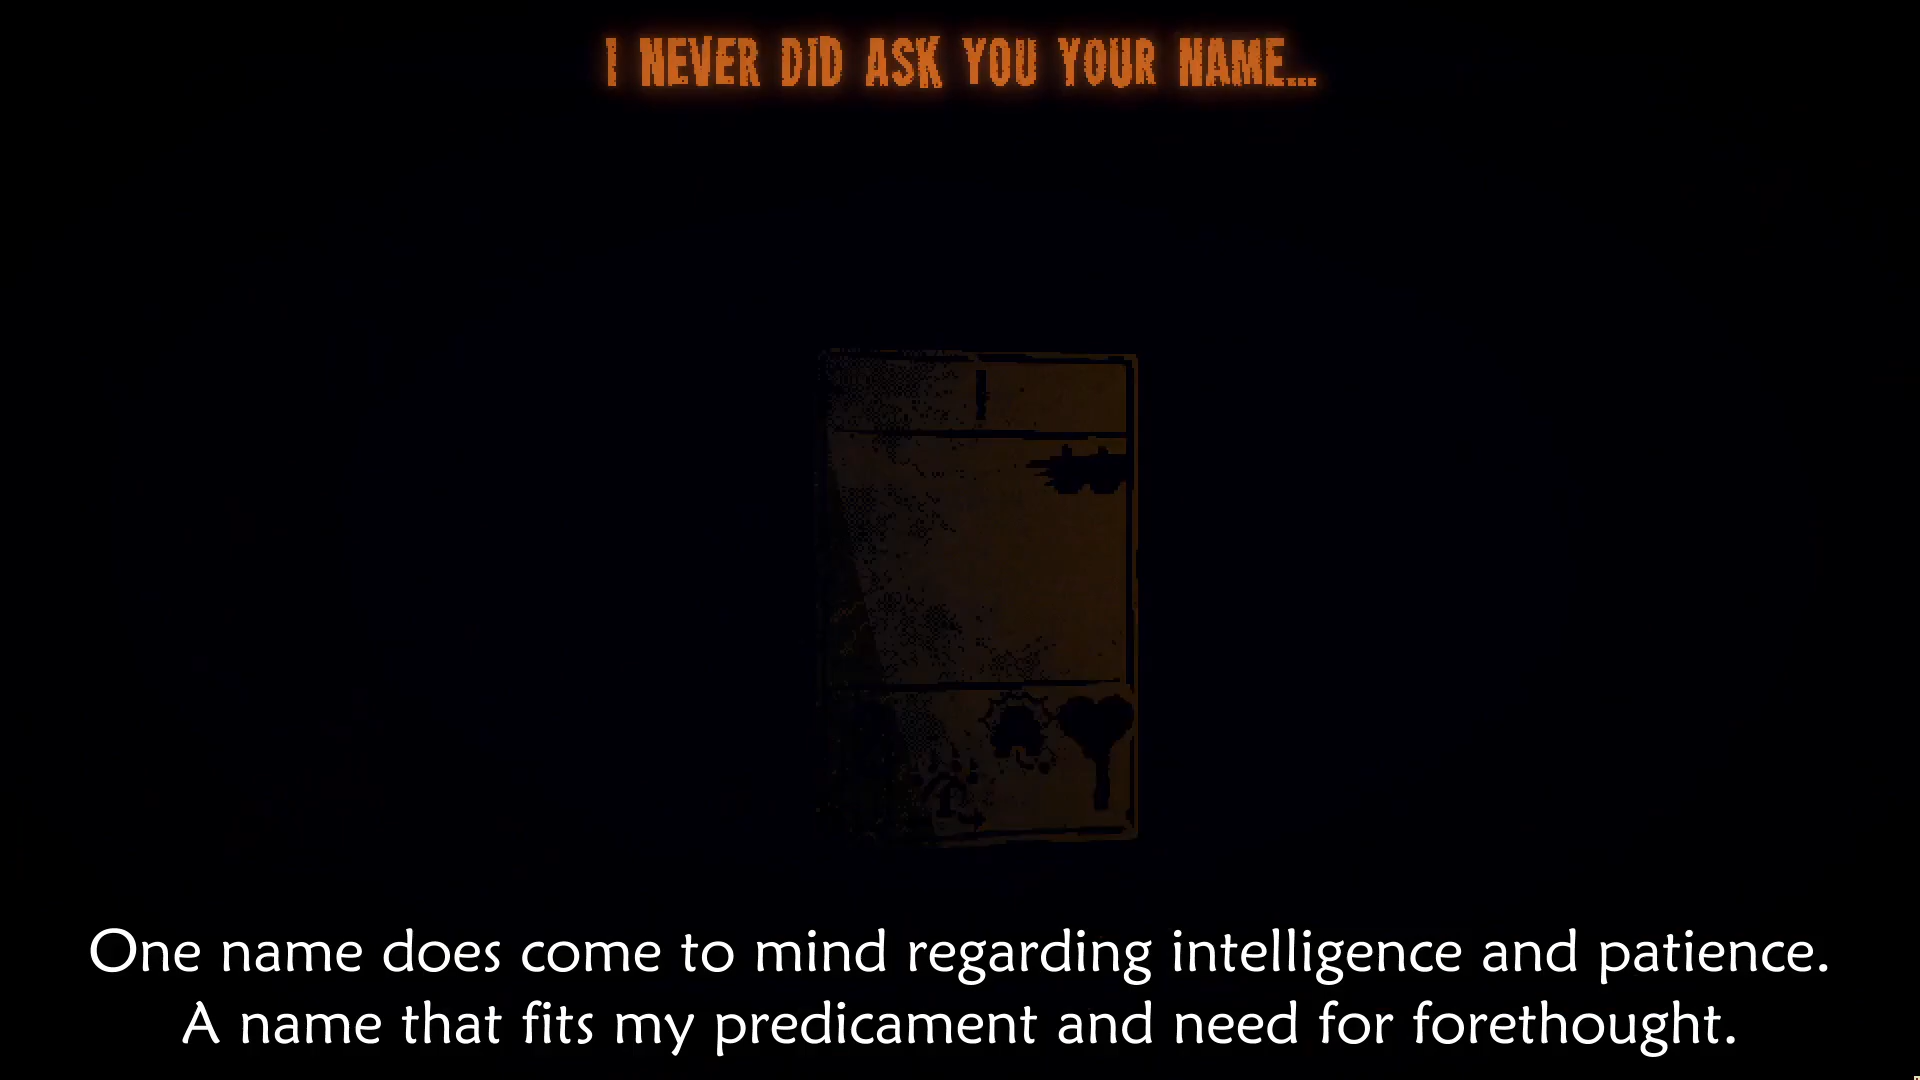 I NEVER DID ASK YOU YOUR NAME...
One name does come to mind regarding intelligence and patience.
A name that fits my predicament and need for forethought.